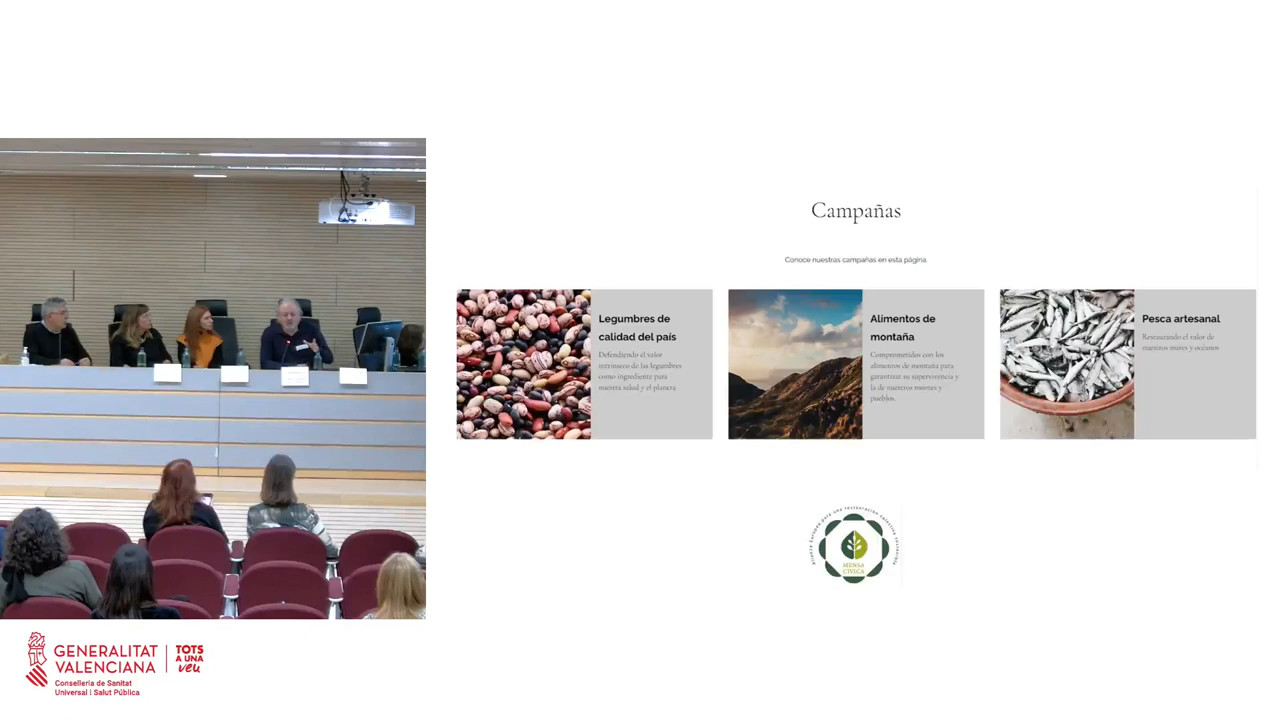 Campañas
Conoce nuestras campañas en esta página.
Legumbres de
calidad del país
Defendiendo el valor
intrínseco de las legumbres
como ingrediente para
nuestra salud y el planeta
Alimentos de
montaña
Comprometidos con los
alimentos de montaña para
garantizar su supervivencia y
la de nuestros montes y
pueblos.
Pesca artesanal
Restaurando el valor de
nuestros mares y océanos
MENSA
CÍVICA
GENERALITAT
VALENCIANA
TOTS
A UNA
veu
Conselleria de Sanitat
Universal i Salut Pública